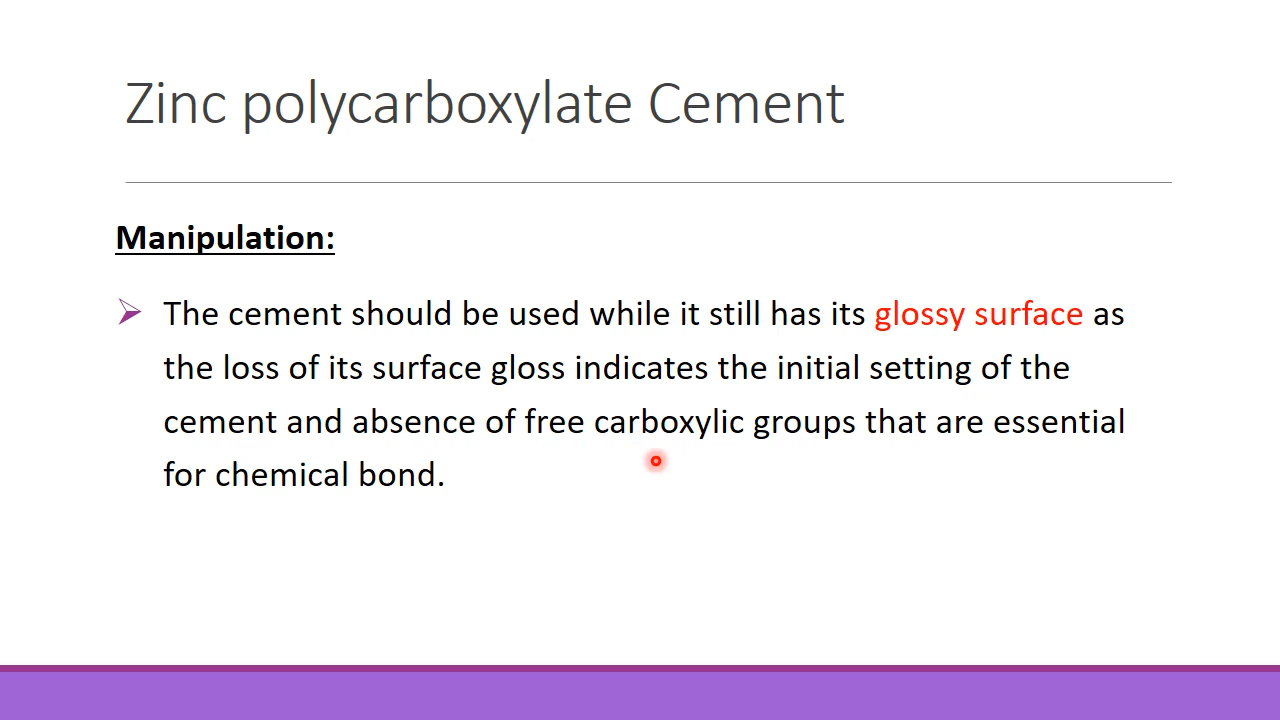 Zinc polycarboxylate Cement
Manipulation:
The cement should be used while it still has its glossy surface as
the loss of its surface gloss indicates the initial setting of the
cement and absence of free carboxylic groups that are essential
for chemical bond.